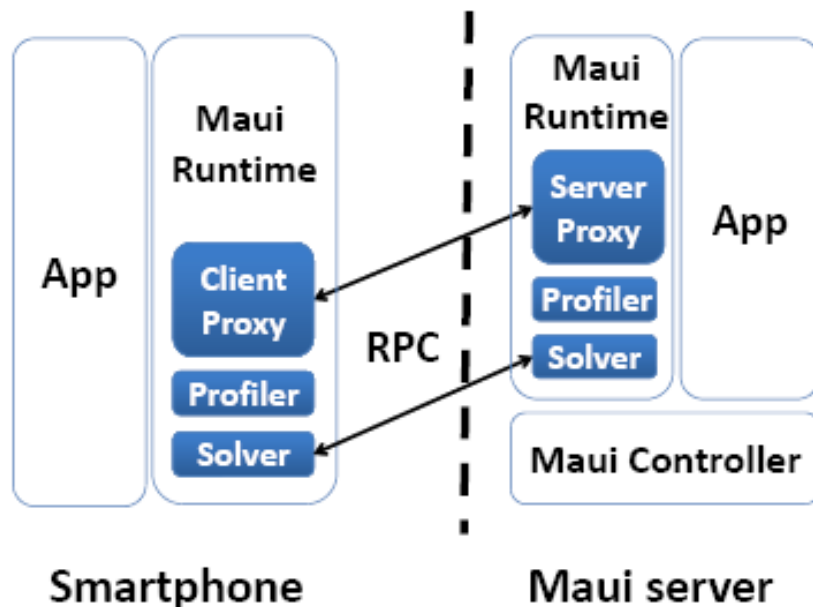 App
Maui
Runtime
Client
Proxy
Profiler
Solver
RPC
Maui
Runtime
Server
Proxy
Profiler
Solver
App
Maui Controller
Smartphone
Maui server